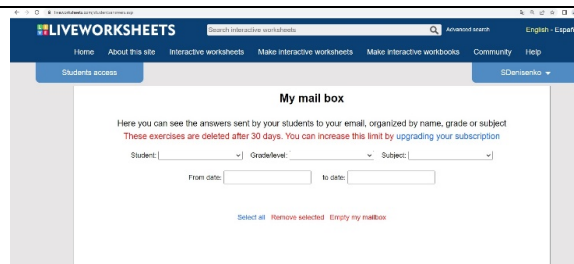 LIVEWORKSHEETS
Search interactive worksheets
Advanced search
English - Españ
Home About this site Interactive worksheets Make interactive worksheets Make interactive workbooks Community Help
Students access
SDenisenko
My mail box
Here you can see the answers sent by your students to your email, organized by name, grade or subject
These exercises are deleted after 30 days. You can increase this limit by upgrading your subscription
Student: Grade/level: Subject:
From date: to date:
Select all Remove selected Empty my mailbox